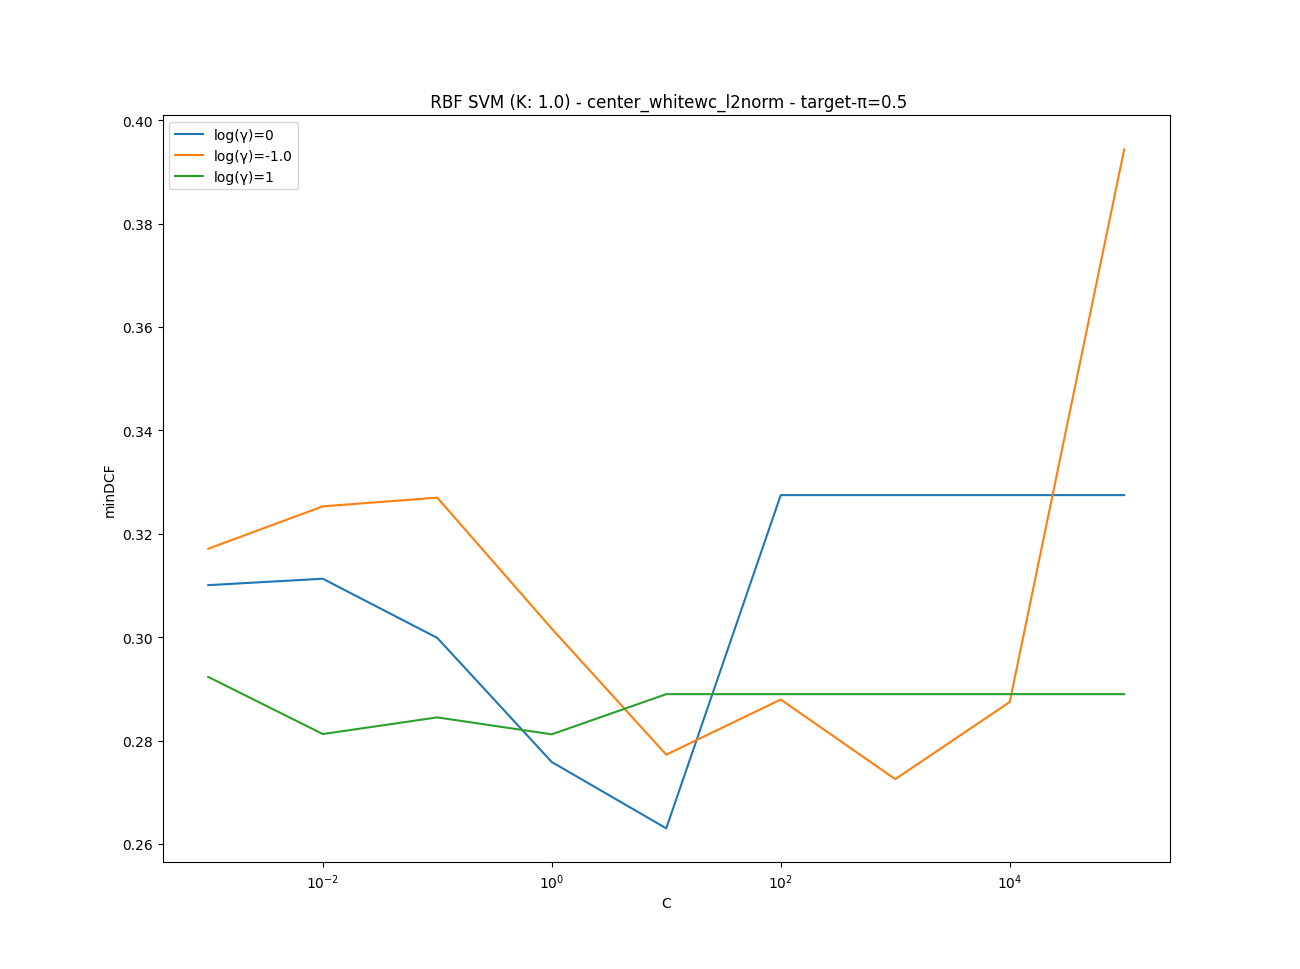 RBF SVM (K: 1.0) - center_whitewc_l2norm - target-π=0.5
0.40
log(γ)=0
log(γ)=-1.0
log(γ)=1
0.38
0.36
0.34
minDCF
0.32
0.30
0.28
0.26
10⁻² 10⁰ 10² 10⁴
C